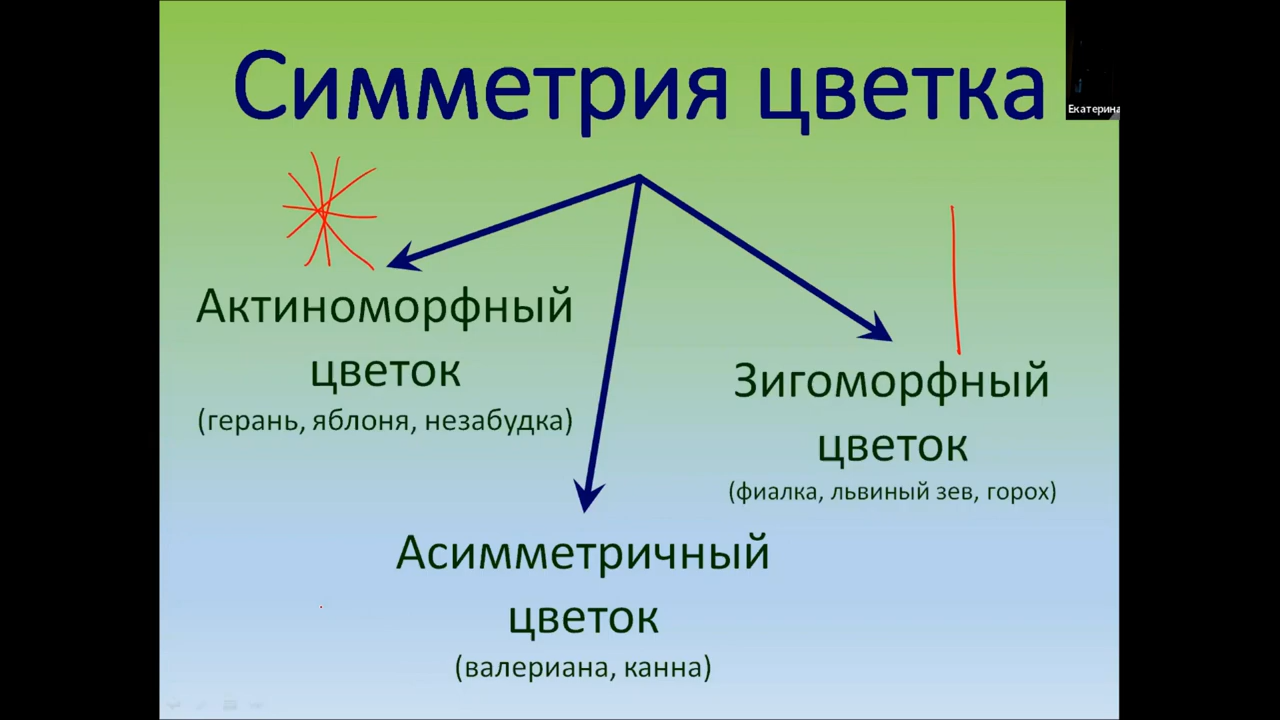 Симметрия цветка
Екатерина
Актиноморфный
цветок
(герань, яблоня, незабудка)
Зигоморфный
цветок
(фиалка, львиный зев, горох)
Асимметричный
цветок
(валериана, канна)